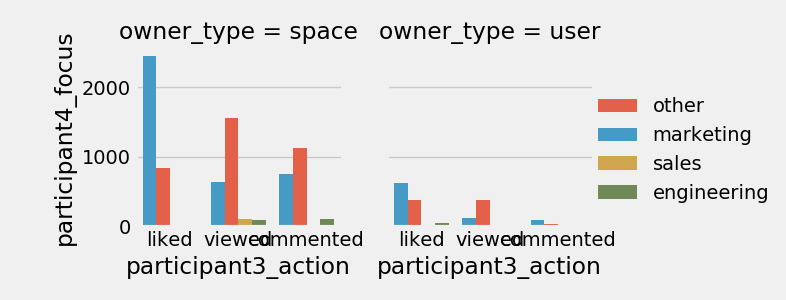 owner_type = space
owner_type = user
participant4_focus
2000
1000
0
liked
viewed
commented
liked
viewed
commented
participant3_action
participant3_action
other
marketing
sales
engineering